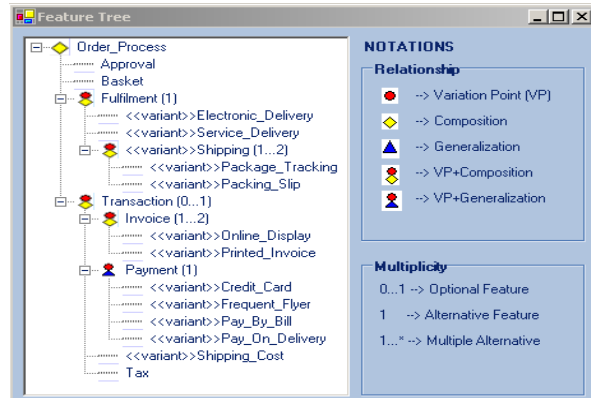 Feature Tree
Order_Process
Approval
Basket
Fulfilment (1)
<<variant>>Electronic_Delivery
<<variant>>Service_Delivery
<<variant>>Shipping (1...2)
<<variant>>Package_Tracking
<<variant>>Packing_Slip
Transaction (0...1)
Invoice (1...2)
<<variant>>Online_Display
<<variant>>Printed_Invoice
Payment (1)
<<variant>>Credit_Card
<<variant>>Frequent_Flyer
<<variant>>Pay_By_Bill
<<variant>>Pay_On_Delivery
<<variant>>Shipping_Cost
Tax
NOTATIONS
Relationship
--> Variation Point (VP)
--> Composition
--> Generalization
--> VP+Composition
--> VP+Generalization
Multiplicity
0...1 --> Optional Feature
1 --> Alternative Feature
1...* --> Multiple Alternative